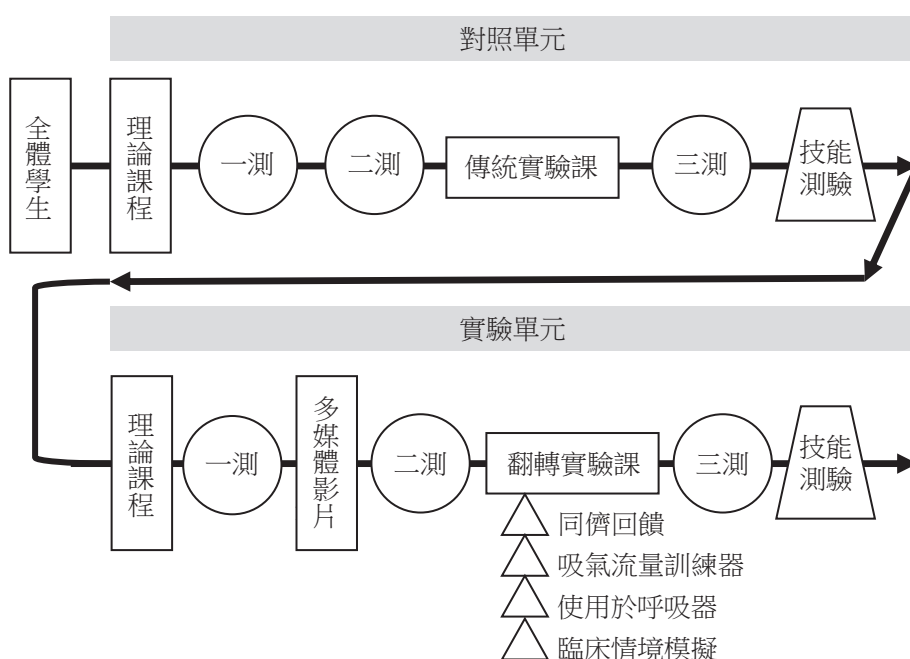 對照單元
全體學生
理論課程
一測
二測
傳統實驗課
三測
技能
測驗
實驗單元
理論課程
一測
多媒體影片
二測
翻轉實驗課
三測
技能
測驗
同儕回饋
吸氣流量訓練器
使用於呼吸器
臨床情境模擬